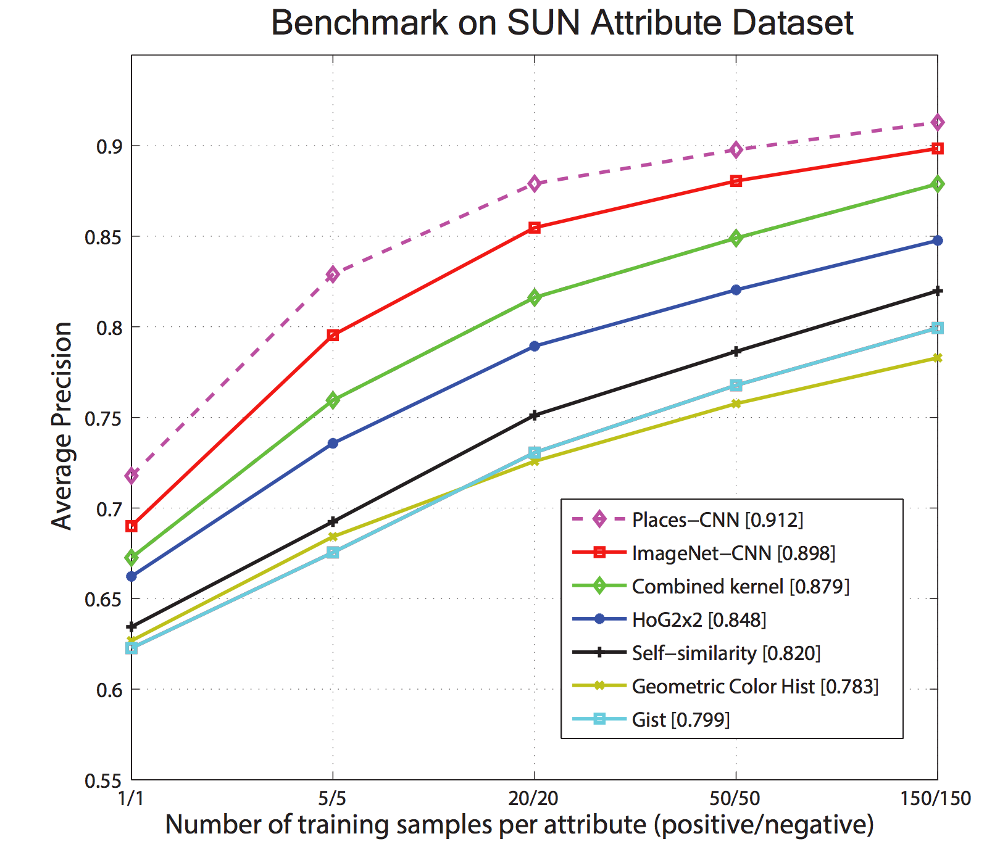 Benchmark on SUN Attribute Dataset
Average Precision
0.9
0.85
0.8
0.75
0.7
0.65
0.6
0.55
Places−CNN [0.912]
ImageNet−CNN [0.898]
Combined kernel [0.879]
HoG2x2 [0.848]
Self−similarity [0.820]
Geometric Color Hist [0.783]
Gist [0.799]
1/1 5/5 20/20 50/50 150/150
Number of training samples per attribute (positive/negative)